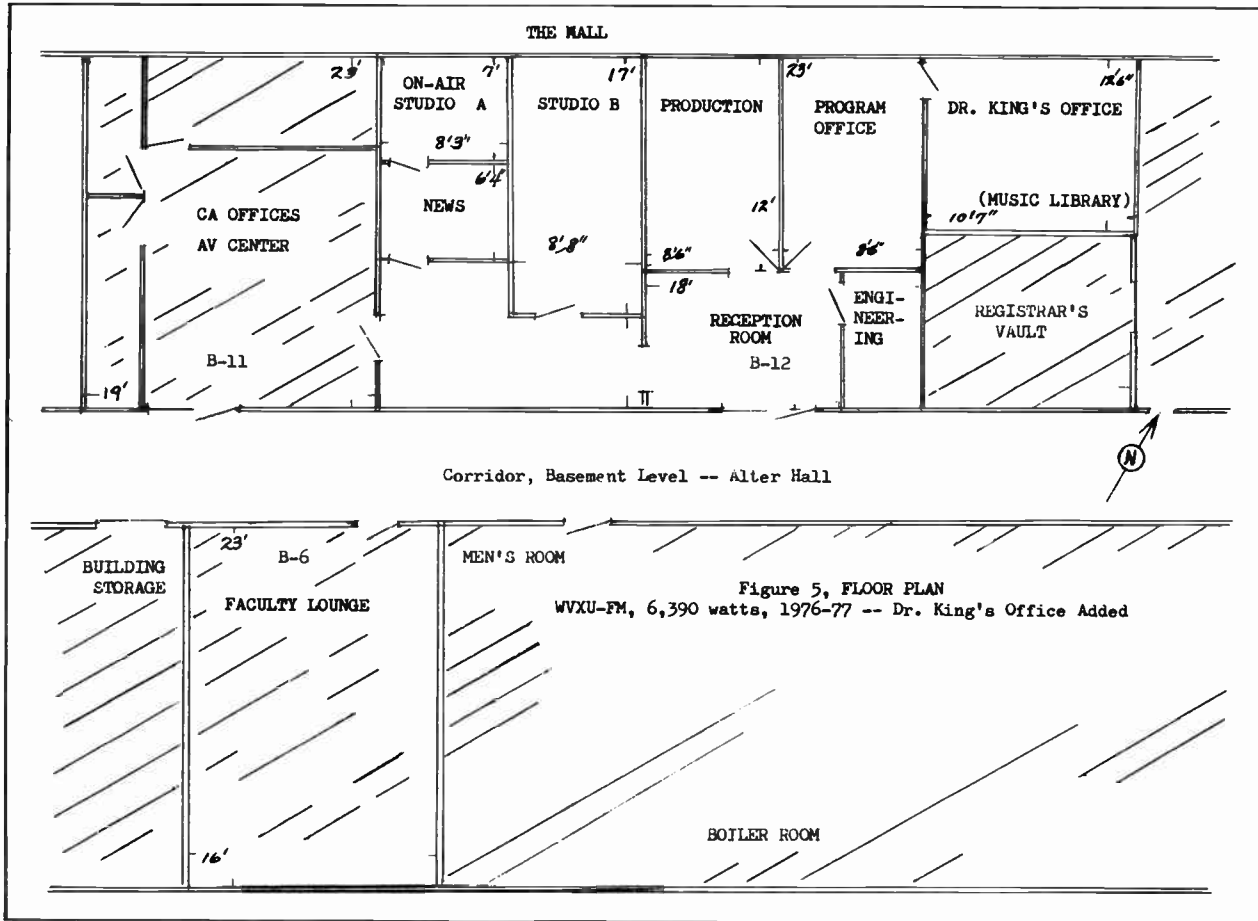 THE MALL
23'
ON-AIR
STUDIO A
7'
8'3"
6'4"
NEWS
STUDIO B
17'
8'8"
PRODUCTION
12'
8'6"
18'
23'
PROGRAM
OFFICE
8'6"
DR. KING'S OFFICE
12'6"
(MUSIC LIBRARY)
10'7"
CA OFFICES
AV CENTER
B-11
19'
RECEPTION
ROOM
B-12
ENGI-
NEER-
ING
REGISTRAR'S
VAULT
N
Corridor, Basement Level -- Alter Hall
BUILDING
STORAGE
23'
B-6
FACULTY LOUNGE
16'
MEN'S ROOM
Figure 5, FLOOR PLAN
WVXU-FM, 6,390 watts, 1976-77 -- Dr. King's Office Added
BOILER ROOM